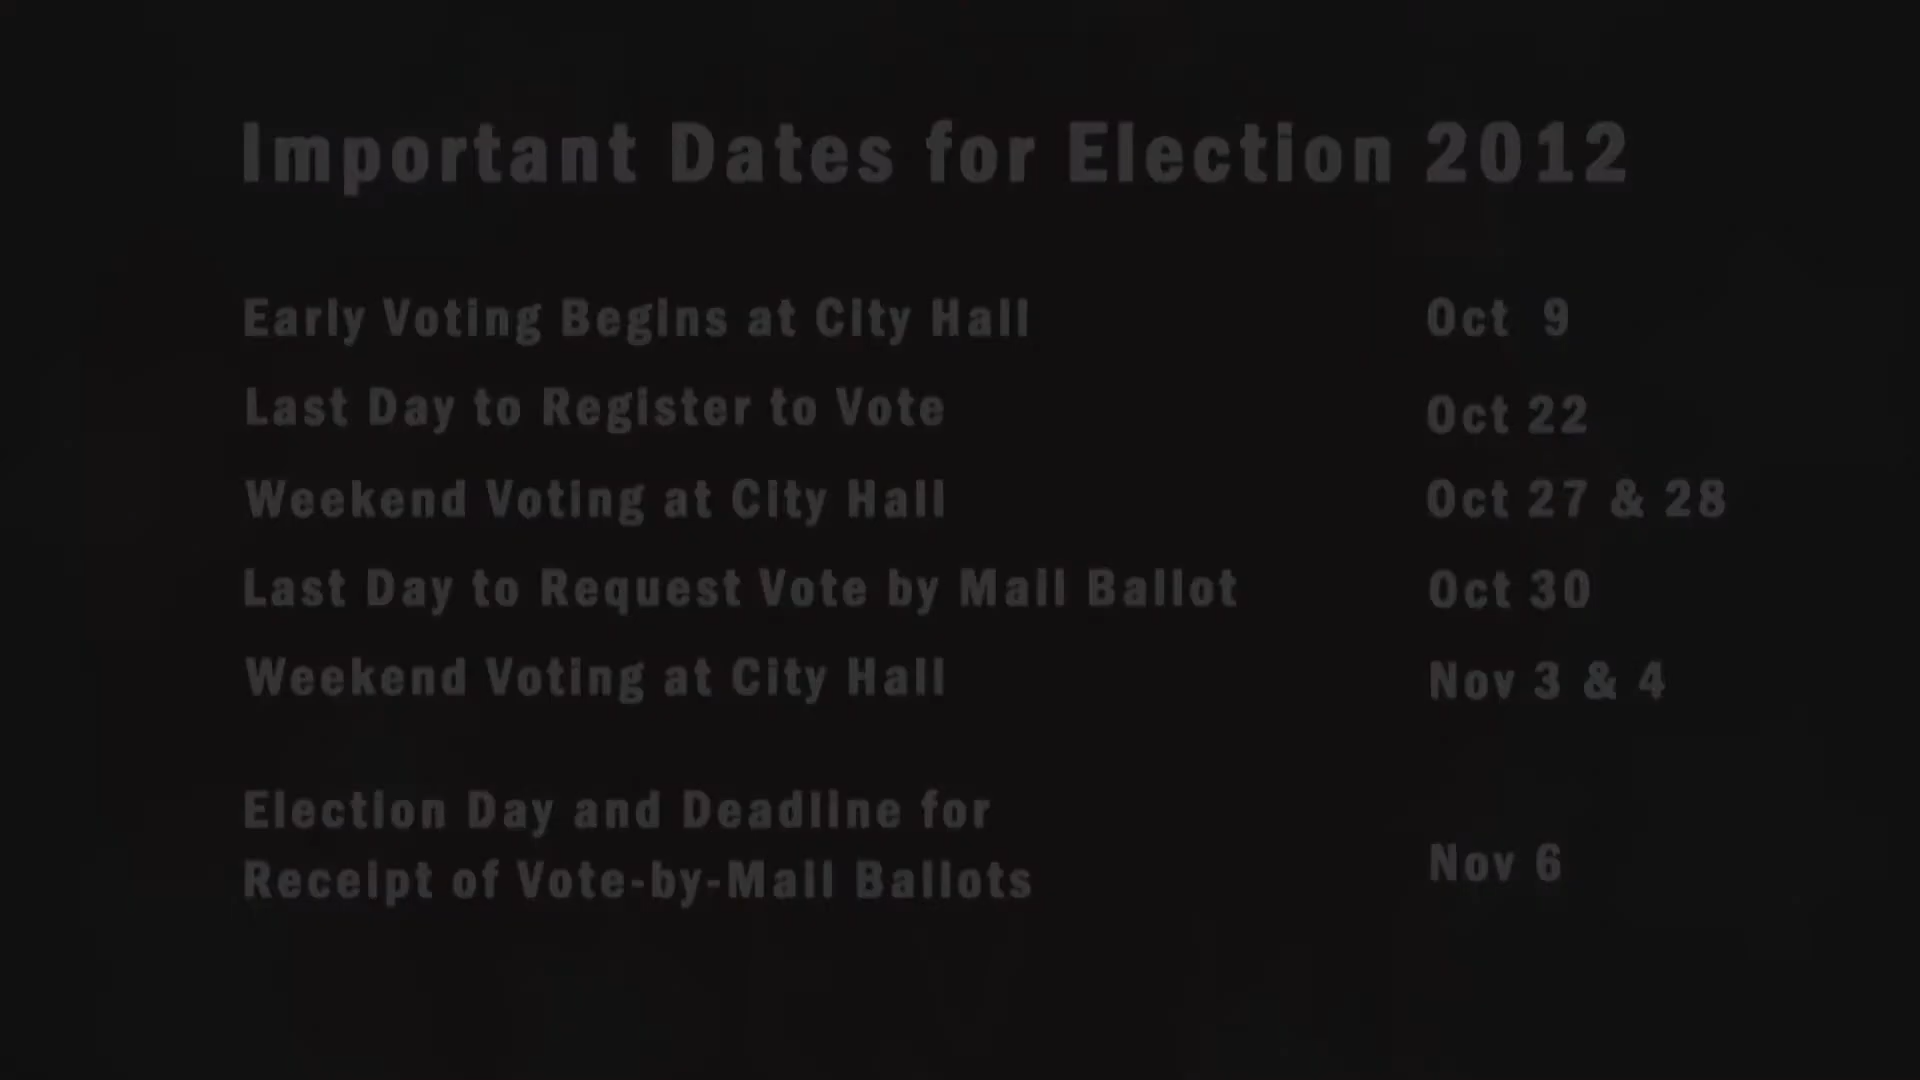 Important Dates for Election 2012
Early Voting Begins at City Hall Oct 9
Last Day to Register to Vote Oct 22
Weekend Voting at City Hall Oct 27 & 28
Last Day to Request Vote by Mail Ballot Oct 30
Weekend Voting at City Hall Nov 3 & 4
Election Day and Deadline for
Receipt of Vote-by-Mail Ballots Nov 6